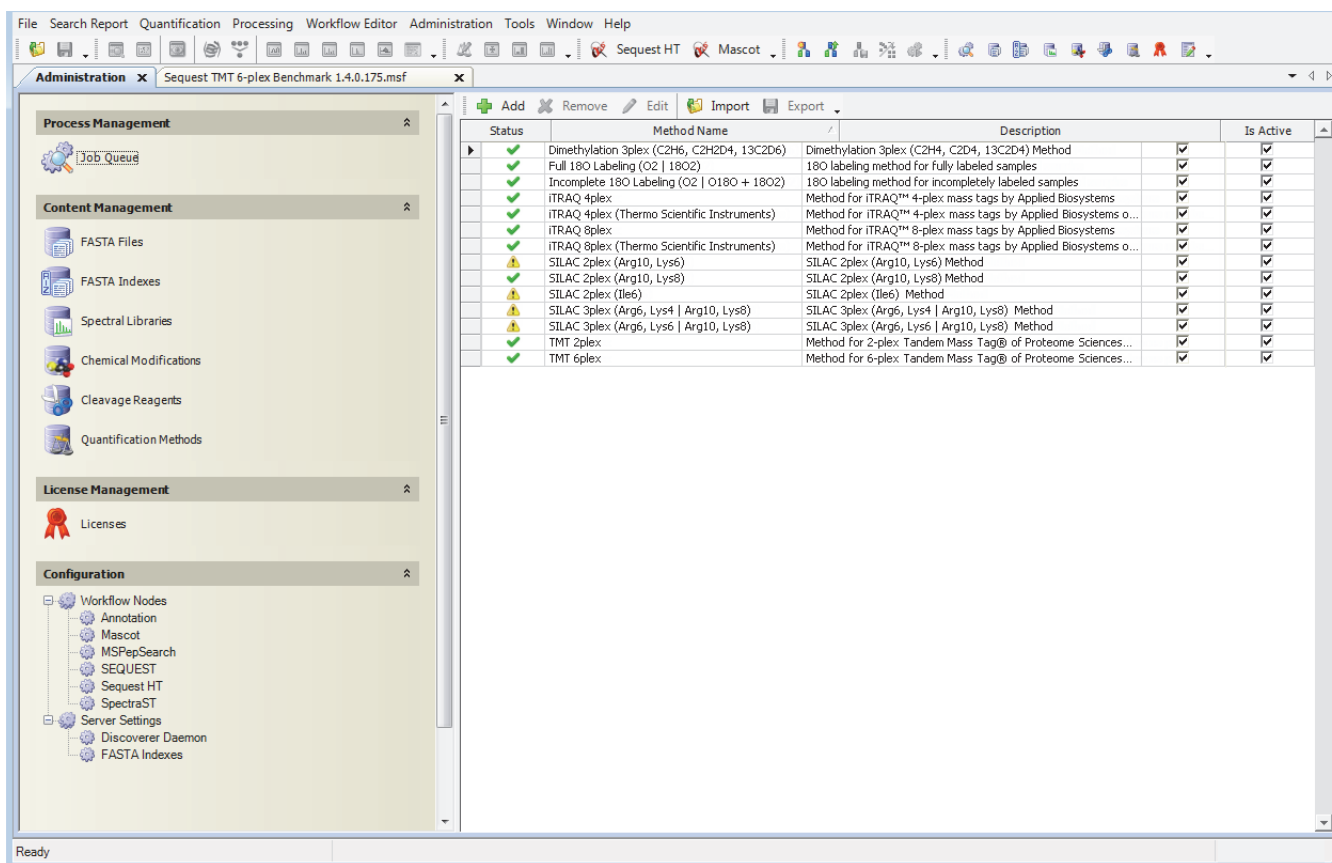 File Search Report Quantification Processing Workflow Editor Administration Tools Window Help
Sequest HT Mascot
Administration x Sequest TMT 6-plex Benchmark 1.4.0.175.msf x
Process Management
Job Queue
Content Management
FASTA Files
FASTA Indexes
Spectral Libraries
Chemical Modifications
Cleavage Reagents
Quantification Methods
License Management
Licenses
Configuration
Workflow Nodes
Annotation
Mascot
MSPepSearch
SEQUEST
Sequest HT
SpectraST
Server Settings
Discoverer Daemon
FASTA Indexes
Add Remove Edit Import Export
Status Method Name Description Is Active
Dimethylation 3plex (C2H6, C2H2D4, 13C2D6) Dimethylation 3plex (C2H4, C2D4, 13C2D4) Method
Full 18O Labeling (O2 | 18O2) 18O labeling method for fully labeled samples
Incomplete 18O Labeling (O2 | O18O + 18O2) 18O labeling method for incompletely labeled samples
iTRAQ 4plex Method for iTRAQ™ 4-plex mass tags by Applied Biosystems
iTRAQ 4plex (Thermo Scientific Instruments) Method for iTRAQ™ 4-plex mass tags by Applied Biosystems o...
iTRAQ 8plex Method for iTRAQ™ 8-plex mass tags by Applied Biosystems
iTRAQ 8plex (Thermo Scientific Instruments) Method for iTRAQ™ 8-plex mass tags by Applied Biosystems o...
SILAC 2plex (Arg10, Lys6) SILAC 2plex (Arg10, Lys6) Method
SILAC 2plex (Arg10, Lys8) SILAC 2plex (Arg10, Lys8) Method
SILAC 2plex (Ile6) SILAC 2plex (Ile6) Method
SILAC 3plex (Arg6, Lys4 | Arg10, Lys8) SILAC 3plex (Arg6, Lys4 | Arg10, Lys8) Method
SILAC 3plex (Arg6, Lys6 | Arg10, Lys8) SILAC 3plex (Arg6, Lys6 | Arg10, Lys8) Method
TMT 2plex Method for 2-plex Tandem Mass Tag® of Proteome Sciences...
TMT 6plex Method for 6-plex Tandem Mass Tag® of Proteome Sciences...
Ready